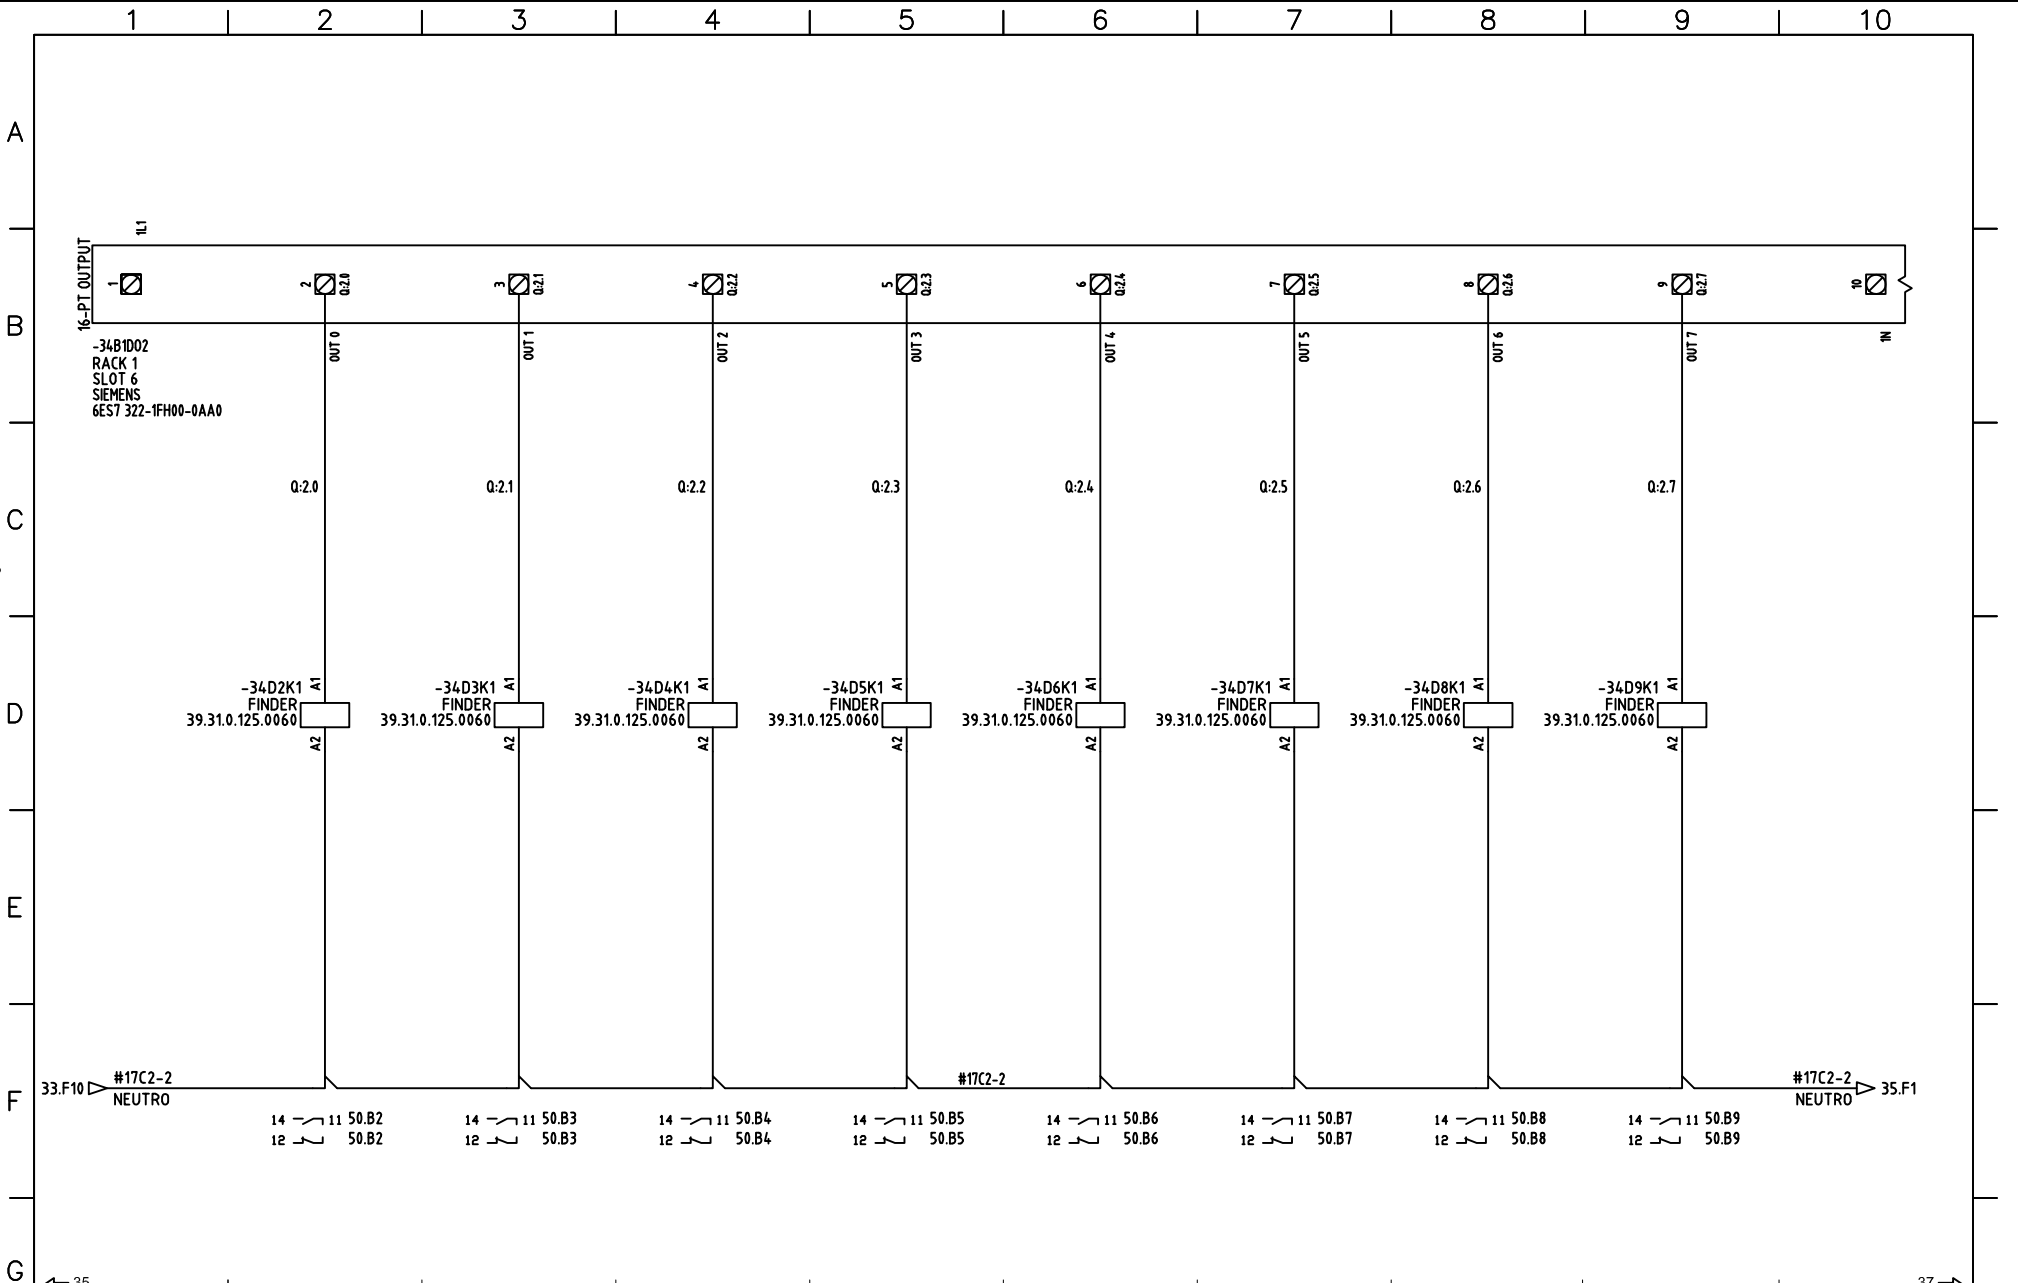 1 2 3 4 5 6 7 8 9 10
A
1L1
16-PT OUTPUT
1 2 Q:2.0 3 Q:2.1 4 Q:2.2 5 Q:2.3 6 Q:2.4 7 Q:2.5 8 Q:2.6 9 Q:2.7 10
B
OUT 0 OUT 1 OUT 2 OUT 3 OUT 4 OUT 5 OUT 6 OUT 7 1N
-34B1D02
RACK 1
SLOT 6
SIEMENS
6ES7 322-1FH00-0AA0
Q:2.0 Q:2.1 Q:2.2 Q:2.3 Q:2.4 Q:2.5 Q:2.6 Q:2.7
C
-34D2K1 A1 -34D3K1 A1 -34D4K1 A1 -34D5K1 A1 -34D6K1 A1 -34D7K1 A1 -34D8K1 A1 -34D9K1 A1
FINDER FINDER FINDER FINDER FINDER FINDER FINDER FINDER
D
39.31.0.125.0060 39.31.0.125.0060 39.31.0.125.0060 39.31.0.125.0060 39.31.0.125.0060 39.31.0.125.0060 39.31.0.125.0060 39.31.0.125.0060
A2 A2 A2 A2 A2 A2 A2 A2
E
#17C2-2 #17C2-2 #17C2-2
33.F10 35.F1
NEUTRO NEUTRO
F
14 11 50.B2 14 11 50.B3 14 11 50.B4 14 11 50.B5 14 11 50.B6 14 11 50.B7 14 11 50.B8 14 11 50.B9
12 50.B2 12 50.B3 12 50.B4 12 50.B5 12 50.B6 12 50.B7 12 50.B8 12 50.B9
G
35 37